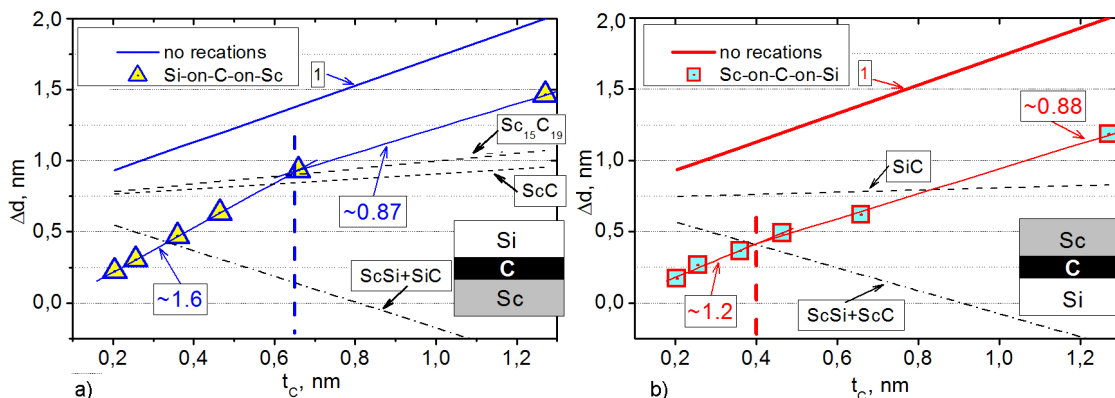 2,0
1,5
1,0
0,5
0,0
Δd, nm
no recations
Si-on-C-on-Sc
1
Sc15C19
ScC
~0.87
~1.6
ScSi+SiC
Si
C
Sc
0,2 0,4 0,6 0,8 1,0 1,2
a)
tC, nm
2,0
1,5
1,0
0,5
0,0
Δd, nm
no recations
Sc-on-C-on-Si
1
~0.88
SiC
~1.2
ScSi+ScC
Sc
C
Si
0,2 0,4 0,6 0,8 1,0 1,2
b)
tC, nm